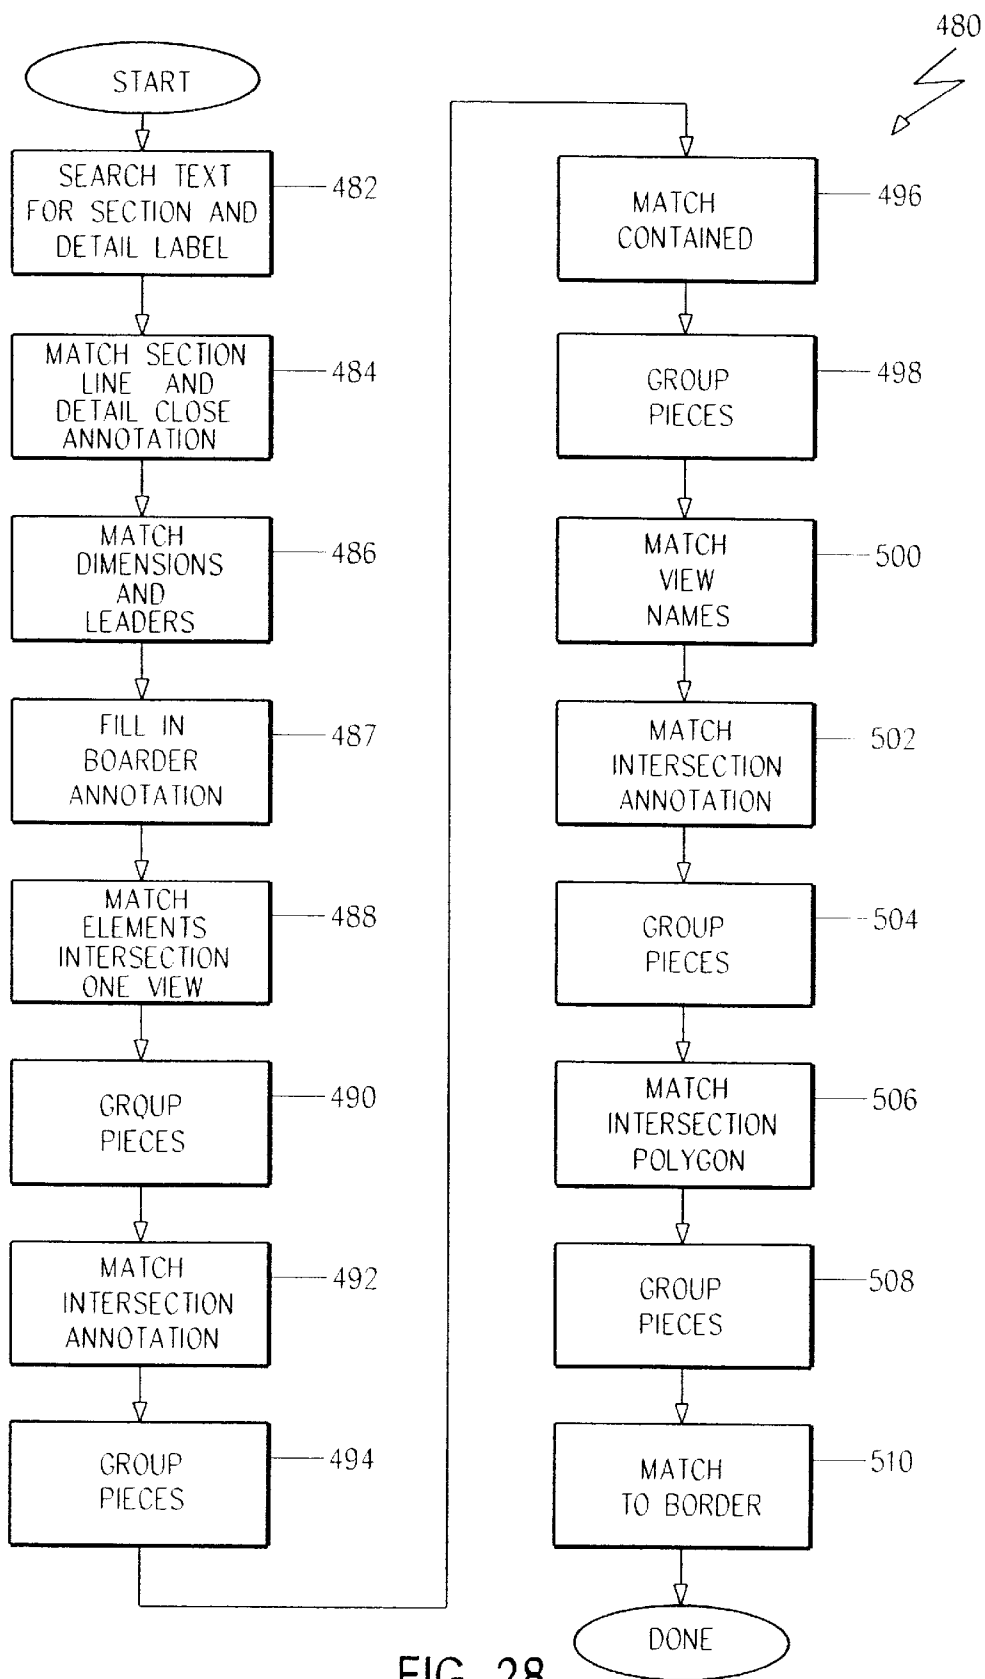 480
START
SEARCH TEXT
FOR SECTION AND
DETAIL LABEL
482
MATCH SECTION
LINE AND
DETAIL CLOSE
ANNOTATION
484
MATCH
DIMENSIONS
AND
LEADERS
486
FILL IN
BOARDER
ANNOTATION
487
MATCH
ELEMENTS
INTERSECTION
ONE VIEW
488
GROUP
PIECES
490
MATCH
INTERSECTION
ANNOTATION
492
GROUP
PIECES
494
MATCH
CONTAINED
496
GROUP
PIECES
498
MATCH
VIEW
NAMES
500
MATCH
INTERSECTION
ANNOTATION
502
GROUP
PIECES
504
MATCH
INTERSECTION
POLYGON
506
GROUP
PIECES
508
MATCH
TO BORDER
510
DONE
FIG. 28